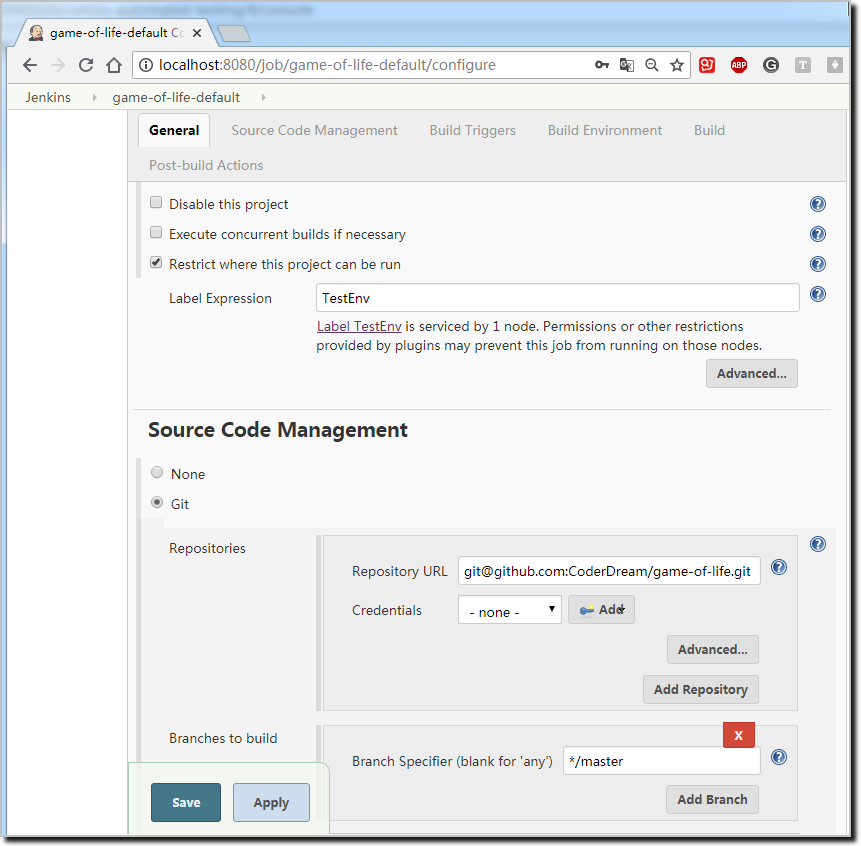 game-of-life-default Co
localhost:8080/job/game-of-life-default/configure
Jenkins game-of-life-default
General Source Code Management Build Triggers Build Environment Build
Post-build Actions
Disable this project
Execute concurrent builds if necessary
Restrict where this project can be run
Label Expression TestEnv
Label TestEnv is serviced by 1 node. Permissions or other restrictions
provided by plugins may prevent this job from running on those nodes.
Advanced...
Source Code Management
None
Git
Repositories
Repository URL git@github.com:CoderDream/game-of-life.git
Credentials - none - Add
Advanced...
Add Repository
Branches to build
X
Branch Specifier (blank for 'any') */master
Add Branch
Save Apply